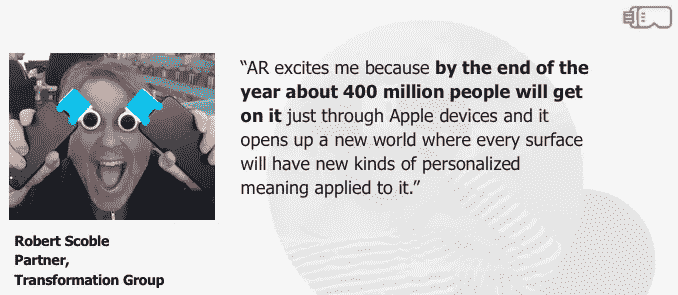 “AR excites me because by the end of the
year about 400 million people will get
on it just through Apple devices and it
opens up a new world where every surface
will have new kinds of personalized
meaning applied to it.”
Robert Scoble
Partner,
Transformation Group